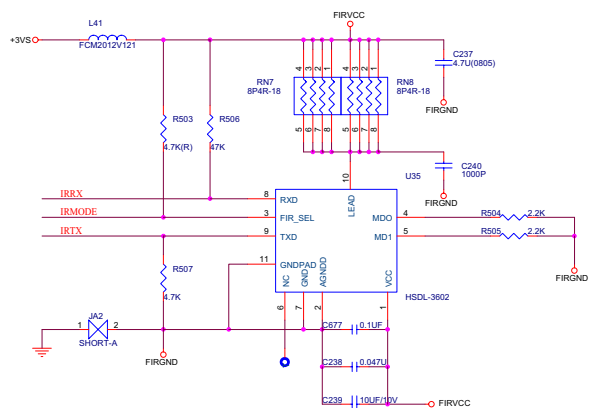 L41
FIRVCC
+3VS
FCM2012V121
C237
4.7U(0805)
4 3 2 1
4 3 2 1
RN7
8P4R-18
RN8
8P4R-18
FIRGND
R503
R506
5 6 7 8
5 6 7 8
4.7K(R)
47K
C240
1000P
10
U35
FIRGND
IRRX
8
RXD
LEAD
IRMODE
3
FIR_SEL
MDO
4
R504
2.2K
IRTX
9
TXD
MD1
5
R505
2.2K
11
GNDPAD
NC
GND
AGNDD
VCC
R507
4.7K
FIRGND
HSDL-3602
6
7
2
1
JA2
1
2
SHORT-A
C677
0.1UF
FIRGND
C238
0.047U
C239
10UF/10V
FIRVCC